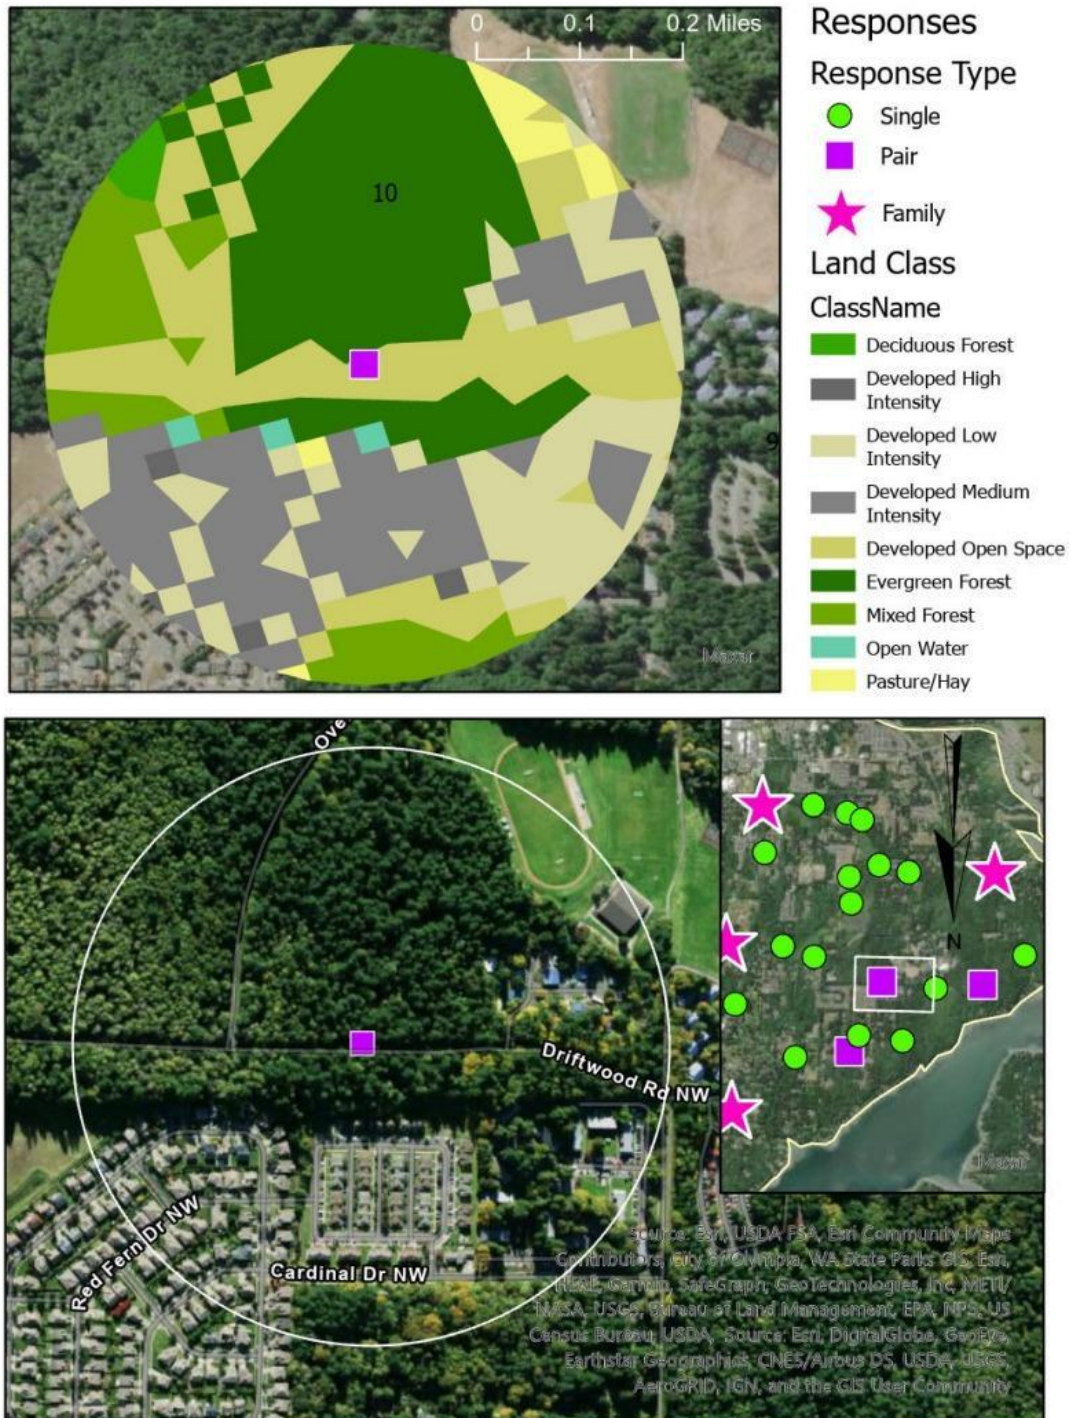 0 0.1 0.2 Miles
10
9
Maxar
Responses
Response Type
Single
Pair
Family
Land Class
ClassName
Deciduous Forest
Developed High
Intensity
Developed Low
Intensity
Developed Medium
Intensity
Developed Open Space
Evergreen Forest
Mixed Forest
Open Water
Pasture/Hay
Ove
Driftwood Rd NW
Red Fern Dr NW
Cardinal Dr NW
N
Maxar
Source: Esri, USDA FSA, Esri Community Maps
Contributors, City of Olympia, WA State Parks GIS, Esri,
HERE, Garmin, SafeGraph, GeoTechnologies, Inc, METI/
NASA, USGS, Bureau of Land Management, EPA, NPS, US
Census Bureau, USDA, Source: Esri, DigitalGlobe, GeoEye,
Earthstar Geographics, CNES/Airbus DS, USDA, USGS,
AeroGRID, IGN, and the GIS User Community